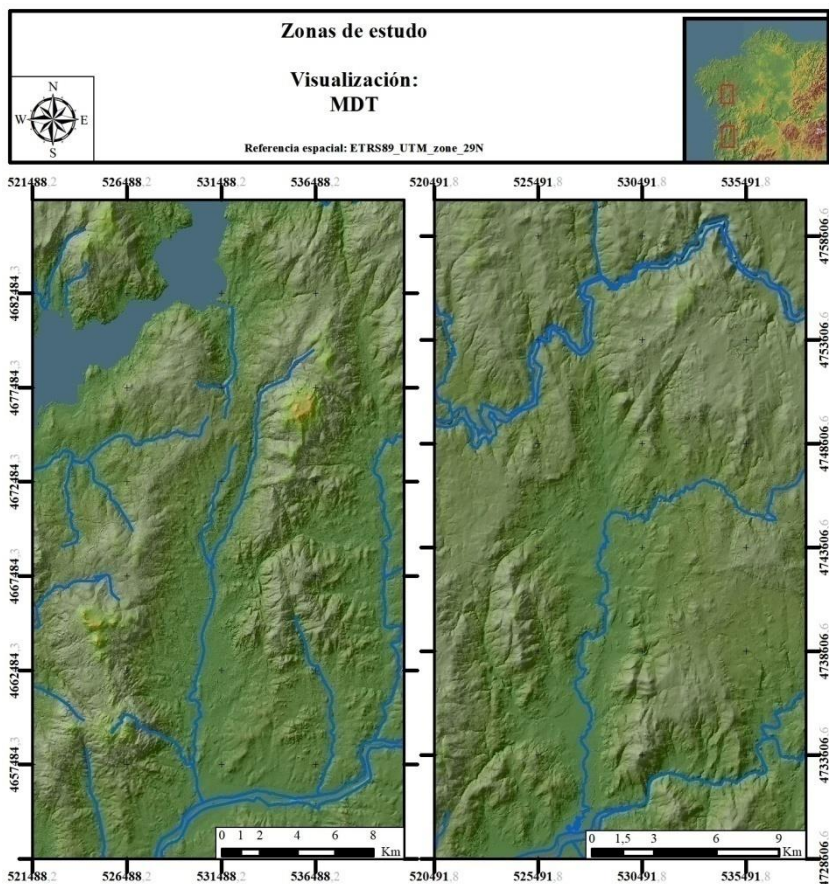 Zonas de estudo
Visualización:
MDT
Referencia espacial: ETRS89_UTM_zone_29N
N
W E
S
521488,2 526488,2 531488,2 536488,2
520491,8 525491,8 530491,8 535491,8
4682484,3
4677484,3
4672484,3
4667484,3
4662484,3
4657484,3
4758606,6
4753606,6
4748606,6
4743606,6
4738606,6
4733606,6
4728606,6
0 1 2 4 6 8
Km
0 1,5 3 6 9
Km
521488,2 526488,2 531488,2 536488,2
520491,8 525491,8 530491,8 535491,8